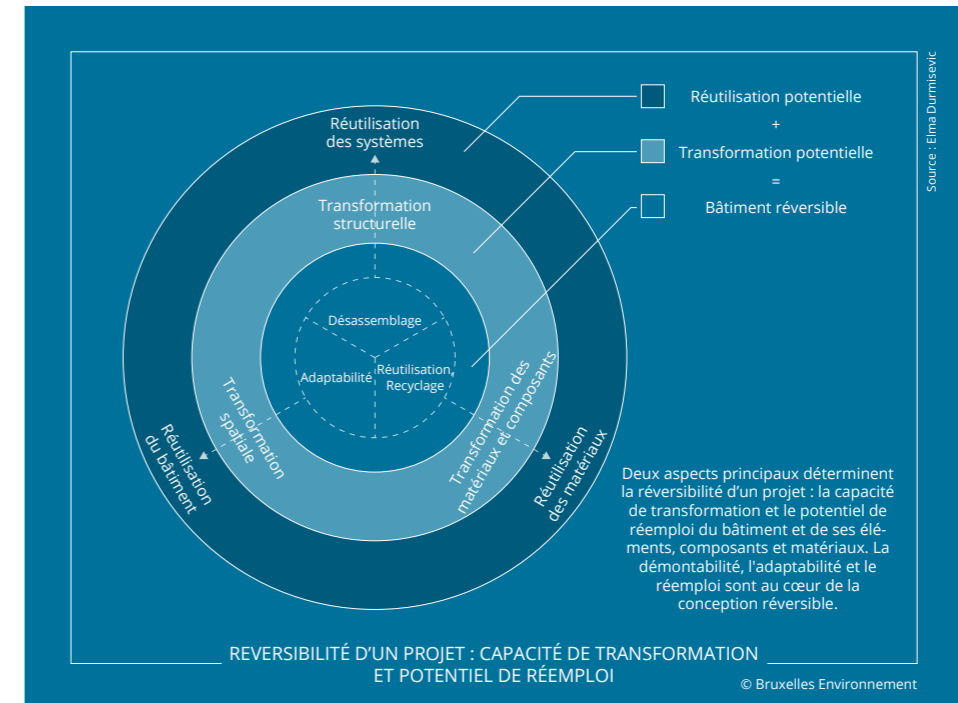 Source : Elma Durmisevic
Réutilisation potentielle
+
Transformation potentielle
=
Bâtiment réversible
Réutilisation
des systèmes
Transformation
structurelle
Désassemblage
Adaptabilité
Réutilisation,
Recyclage
Transformation
spatiale
Transformation des
matériaux et composants
Réutilisation
du bâtiment
Réutilisation
des matériaux
Deux aspects principaux déterminent
la réversibilité d’un projet : la capacité
de transformation et le potentiel de
réemploi du bâtiment et de ses élé-
ments, composants et matériaux. La
démontabilité, l'adaptabilité et le
réemploi sont au cœur de la
conception réversible.
REVERSIBILITÉ D’UN PROJET : CAPACITÉ DE TRANSFORMATION
ET POTENTIEL DE RÉEMPLOI
© Bruxelles Environnement